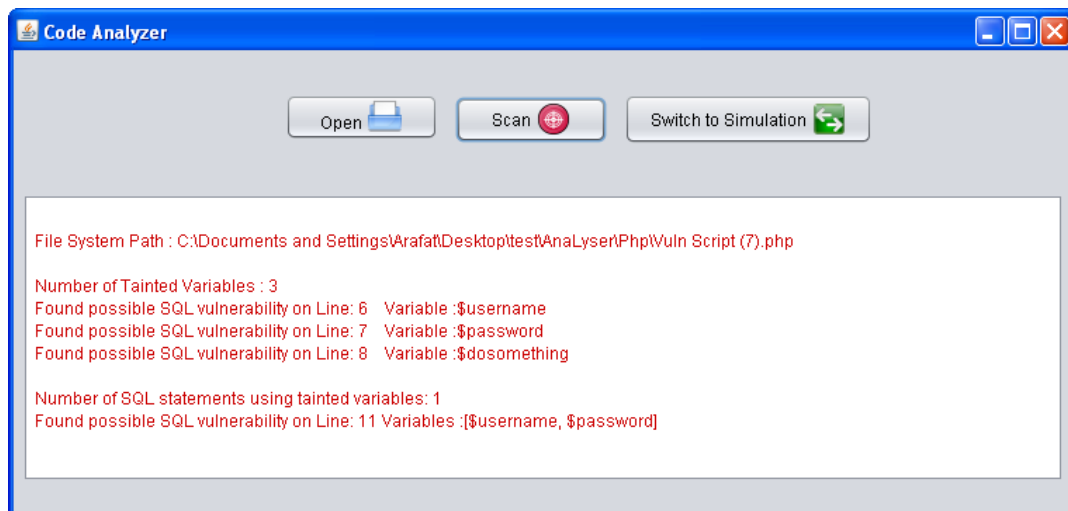 Code Analyzer
Open
Scan
Switch to Simulation
File System Path : C:\Documents and Settings\Arafat\Desktop\test\AnaLyser\Php\Vuln Script (7).php
Number of Tainted Variables : 3
Found possible SQL vulnerability on Line: 6 Variable :$username
Found possible SQL vulnerability on Line: 7 Variable :$password
Found possible SQL vulnerability on Line: 8 Variable :$dosomething
Number of SQL statements using tainted variables: 1
Found possible SQL vulnerability on Line: 11 Variables :[$username, $password]